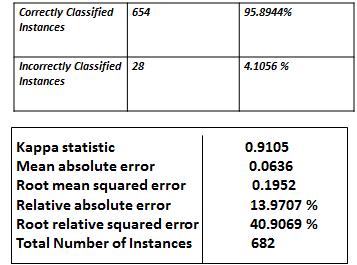 Correctly Classified 654 95.8944%
Instances
Incorrectly Classified 28 4.1056 %
Instances
Kappa statistic 0.9105
Mean absolute error 0.0636
Root mean squared error 0.1952
Relative absolute error 13.9707 %
Root relative squared error 40.9069 %
Total Number of Instances 682